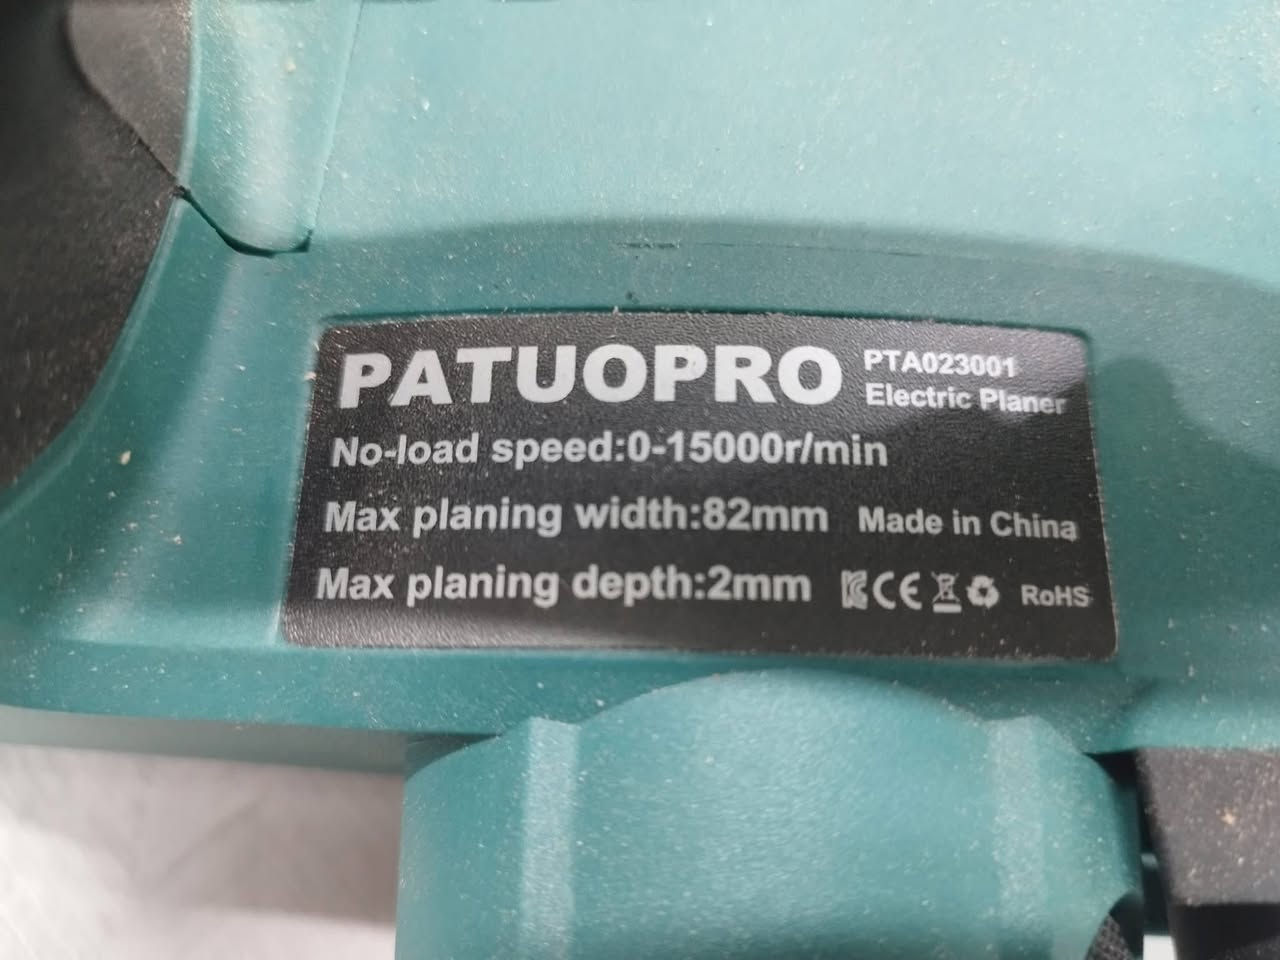 PATUOPRO PTA023001
Electric Planer
No-load speed:0-15000r/min
Max planing width:82mm Made in China
Max planing depth:2mm CE RoHS